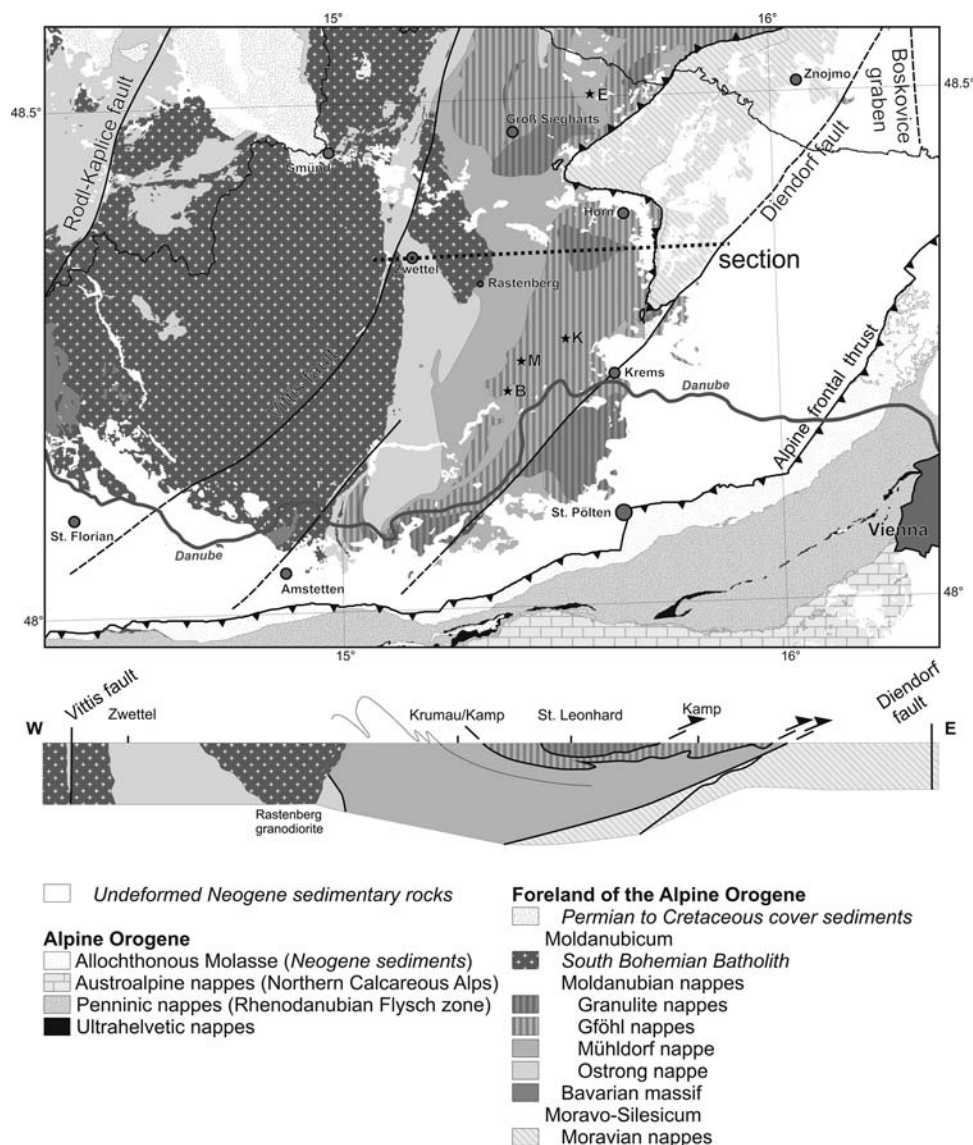 15°
16°
Rodl-Kaplice fault
48.5°
Gmünd
E
Groß Siegharts
Znojmo
Boskovice
graben
48.5°
Diendorf fault
Horn
Zwettel
section
Rastenberg
K
M
B
Krems
Danube
Vittis fault
Alpine frontal thrust
St. Florian
Danube
St. Pölten
Vienna
Amstetten
48°
48°
15°
16°
W
Vittis fault
Zwettel
Krumau/Kamp
St. Leonhard
Kamp
Diendorf
fault
E
Rastenberg
granodiorite
Undeformed Neogene sedimentary rocks
Alpine Orogene
Allochthonous Molasse (Neogene sediments)
Austroalpine nappes (Northern Calcareous Alps)
Penninic nappes (Rhenodanubian Flysch zone)
Ultrahelvetic nappes
Foreland of the Alpine Orogene
Permian to Cretaceous cover sediments
Moldanubicum
South Bohemian Batholith
Moldanubian nappes
Granulite nappes
Gföhl nappes
Mühldorf nappe
Ostrong nappe
Bavarian massif
Moravo-Silesicum
Moravian nappes